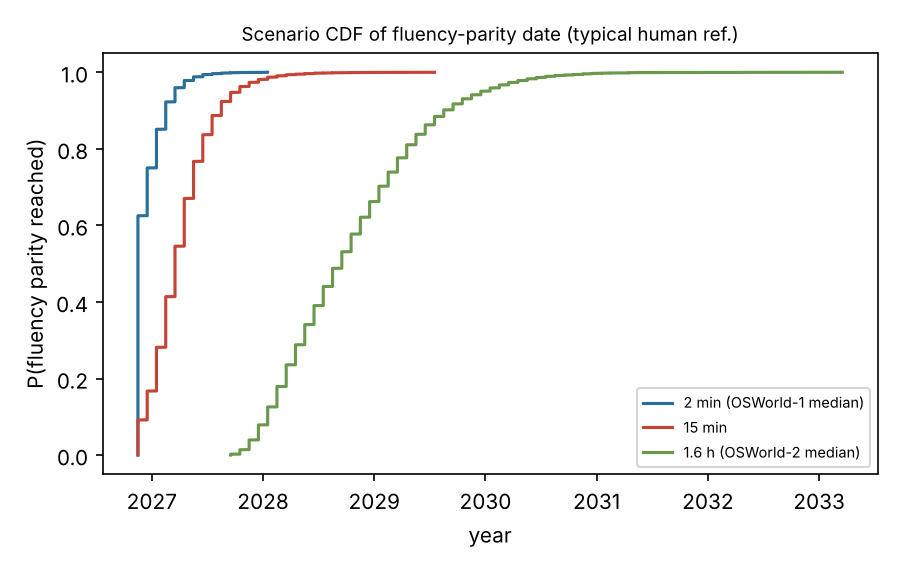 Scenario CDF of fluency-parity date (typical human ref.)
P(fluency parity reached)
1.0
0.8
0.6
0.4
0.2
0.0
2 min (OSWorld-1 median)
15 min
1.6 h (OSWorld-2 median)
2027 2028 2029 2030 2031 2032 2033
year